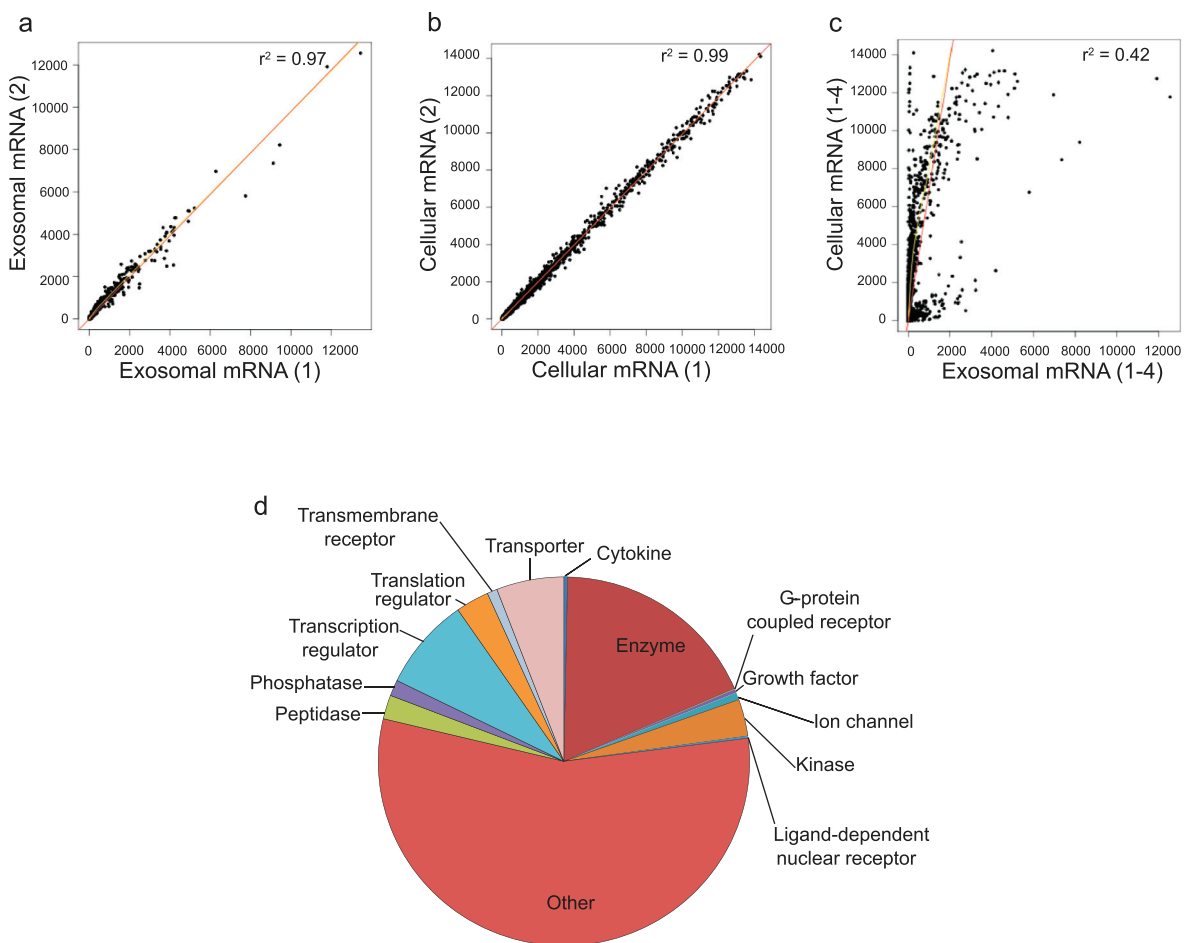 a
r² = 0.97
Exosomal mRNA (2)
12000
10000
8000
6000
4000
2000
0
0 2000 4000 6000 8000 10000 12000
Exosomal mRNA (1)
b
r² = 0.99
Cellular mRNA (2)
14000
12000
10000
8000
6000
4000
2000
0
0 2000 4000 6000 8000 10000 12000 14000
Cellular mRNA (1)
c
r² = 0.42
Cellular mRNA (1-4)
14000
12000
10000
8000
6000
4000
2000
0
0 2000 4000 6000 8000 10000 12000
Exosomal mRNA (1-4)
d
Transmembrane
receptor
Transporter
Cytokine
Translation
regulator
Transcription
regulator
Phosphatase
Peptidase
Enzyme
G-protein
coupled receptor
Growth factor
Ion channel
Kinase
Ligand-dependent
nuclear receptor
Other